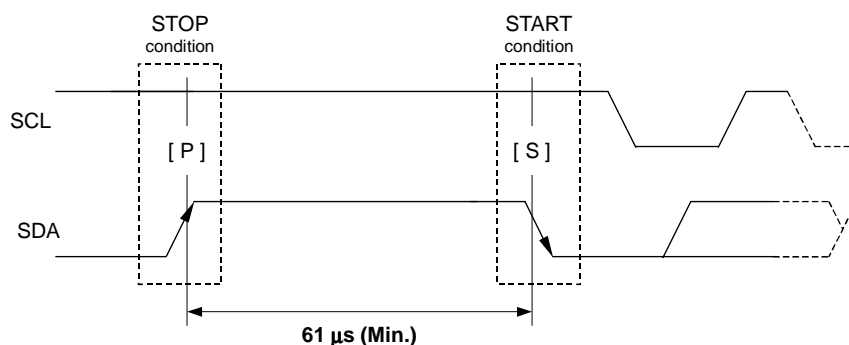 STOP
condition
START
condition
SCL
[ P ]
[ S ]
SDA
61 μs (Min.)